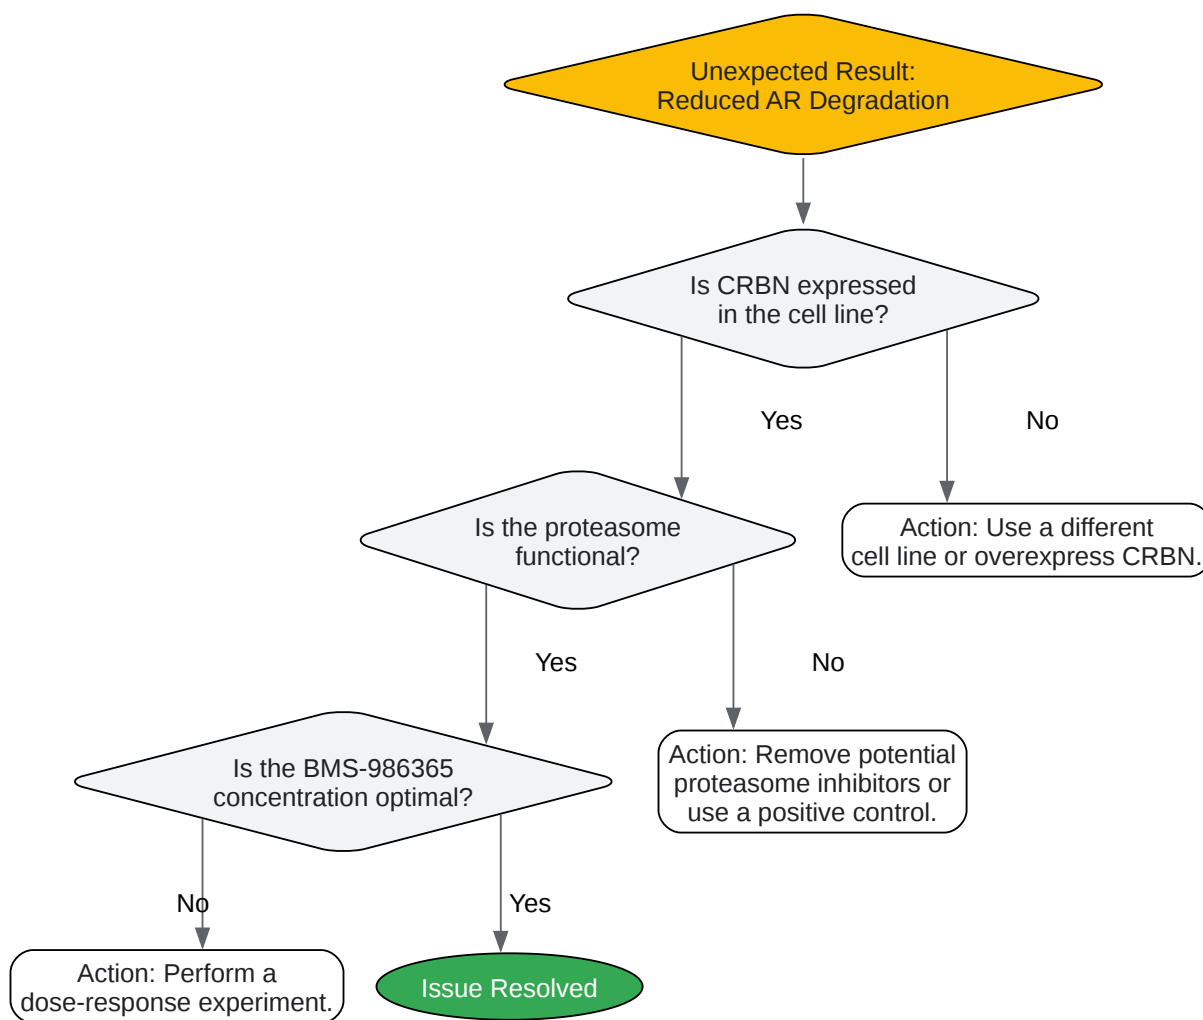 Unexpected Result:
Reduced AR Degradation
Is CRBN expressed
in the cell line?
Yes
No
Is the proteasome
functional?
Action: Use a different
cell line or overexpress CRBN.
Yes
No
Is the BMS-986365
concentration optimal?
Action: Remove potential
proteasome inhibitors or
use a positive control.
No
Yes
Action: Perform a
dose-response experiment.
Issue Resolved